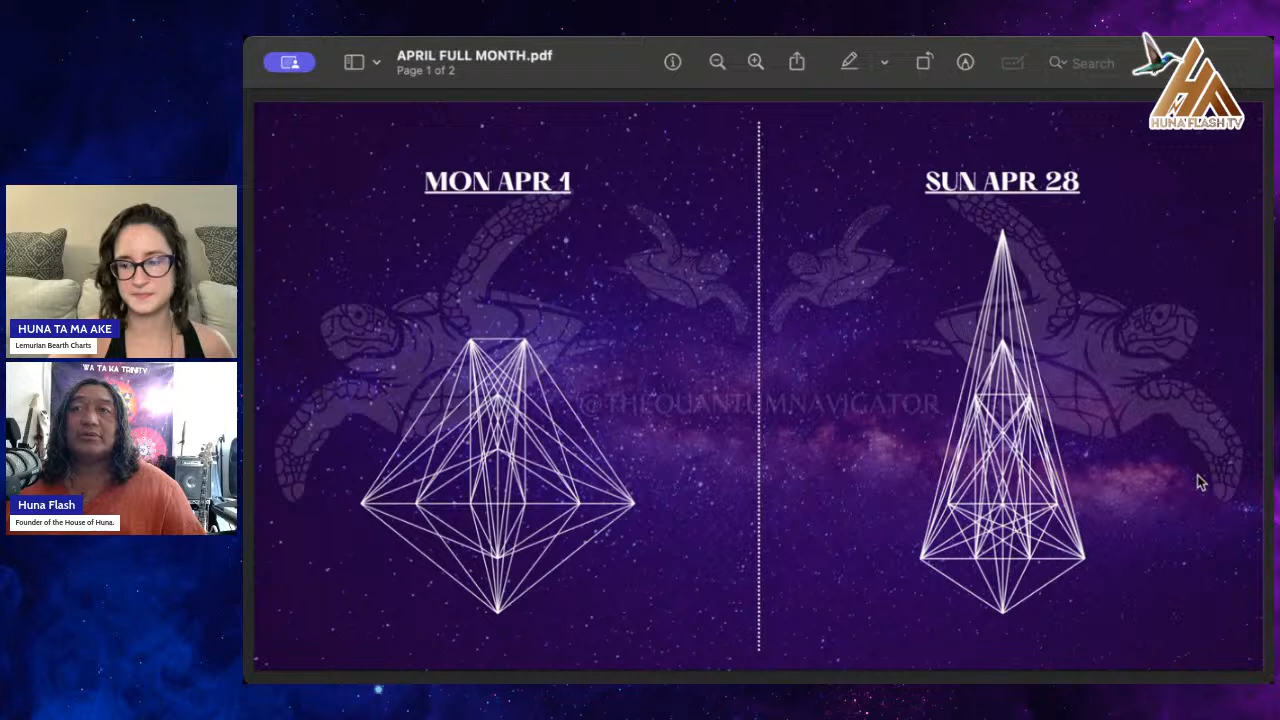 APRIL FULL MONTH.pdf
Page 1 of 2
Search
HUNA FLASH TV
MON APR 1
SUN APR 28
@THEQUANTUMNAVIGATOR
HUNA TA MA AKE
Lemurian Bearth Charts
WA TA KA TRINITY
Huna Flash
Founder of the House of Huna.